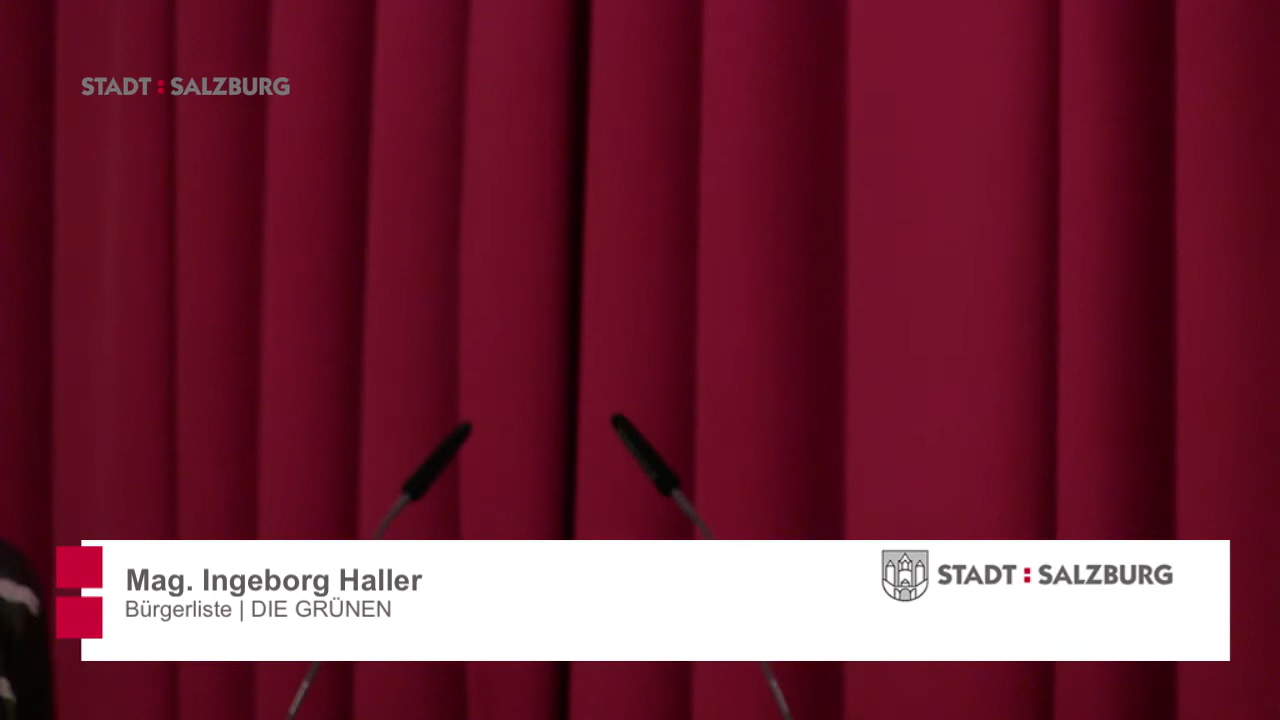 STADT : SALZBURG
Mag. Ingeborg Haller
Bürgerliste | DIE GRÜNEN
STADT : SALZBURG